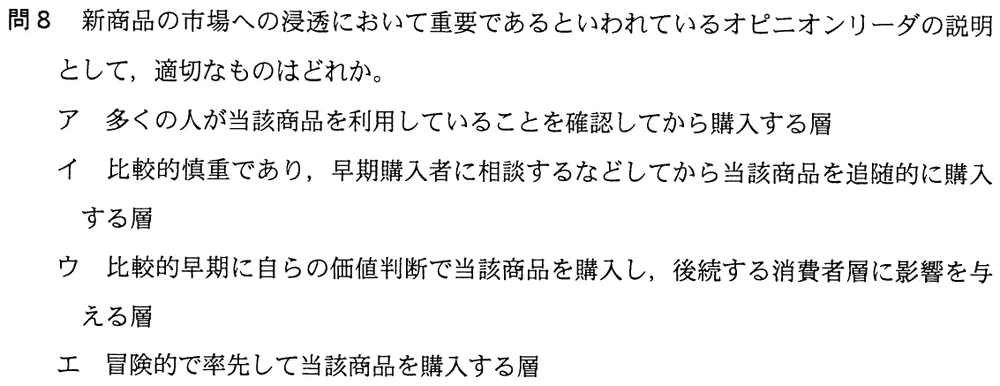 問8 新商品の市場への浸透において重要であるといわれているオピニオンリーダの説明
として，適切なものはどれか。
ア 多くの人が当該商品を利用していることを確認してから購入する層
イ 比較的慎重であり，早期購入者に相談するなどしてから当該商品を追随的に購入
する層
ウ 比較的早期に自らの価値判断で当該商品を購入し，後続する消費者層に影響を与
える層
エ 冒険的で率先して当該商品を購入する層